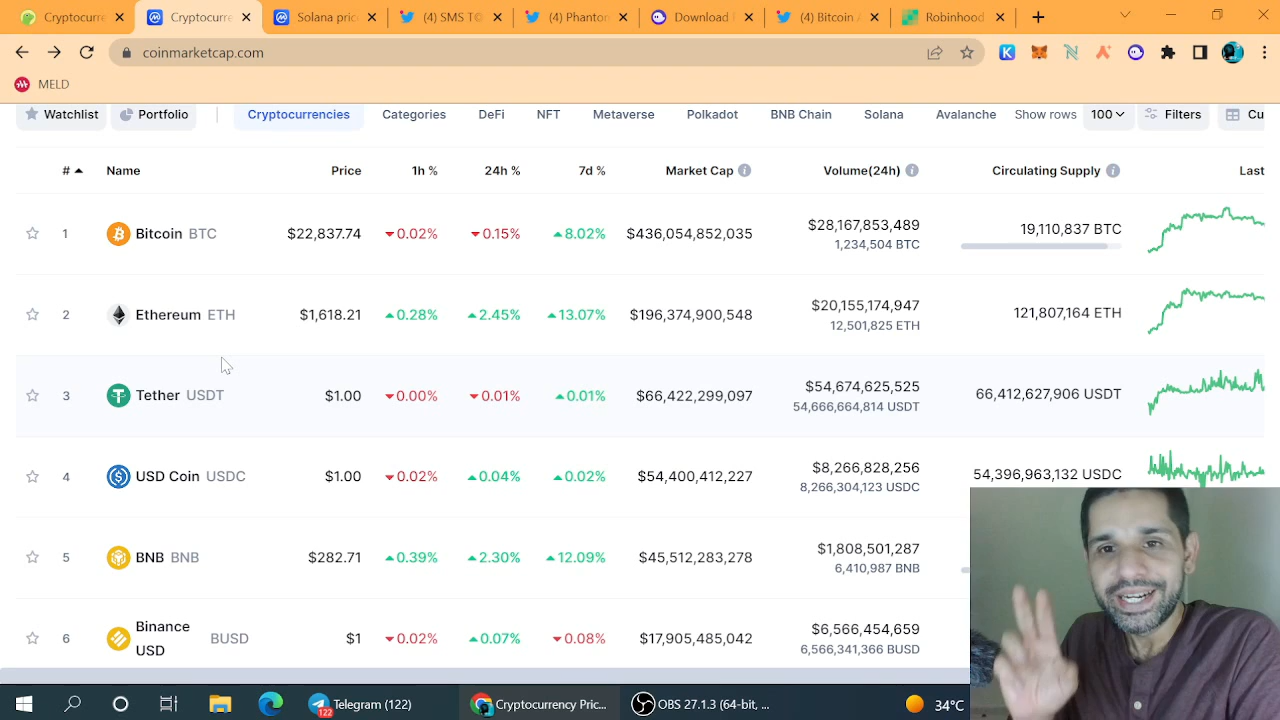 Cryptocurre
Cryptocurre
Solana pric
(4) SMS T
(4) Phantom
Download
(4) Bitcoin
Robinhood
coinmarketcap.com
MELD
Watchlist
Portfolio
Cryptocurrencies
Categories
DeFi
NFT
Metaverse
Polkadot
BNB Chain
Solana
Avalanche
Show rows
100
Filters
Cu
# Name Price 1h % 24h % 7d % Market Cap Volume(24h) Circulating Supply Last
1 Bitcoin BTC $22,837.74 0.02% 0.15% 8.02% $436,054,852,035 $28,167,853,489 19,110,837 BTC
1,234,504 BTC
2 Ethereum ETH $1,618.21 0.28% 2.45% 13.07% $196,374,900,548 $20,155,174,947 121,807,164 ETH
12,501,825 ETH
3 Tether USDT $1.00 0.00% 0.01% 0.01% $66,422,299,097 $54,674,625,525 66,412,627,906 USDT
54,666,664,814 USDT
4 USD Coin USDC $1.00 0.02% 0.04% 0.02% $54,400,412,227 $8,266,828,256 54,396,963,132 USDC
8,266,304,123 USDC
5 BNB BNB $282.71 0.39% 2.30% 12.09% $45,512,283,278 $1,808,501,287
6,410,987 BNB
6 Binance USD BUSD $1 0.02% 0.07% 0.08% $17,905,485,042 $6,566,454,659
6,566,341,366 BUSD
Telegram (122)
122
Cryptocurrency Pric...
OBS 27.1.3 (64-bit, ...
34°C